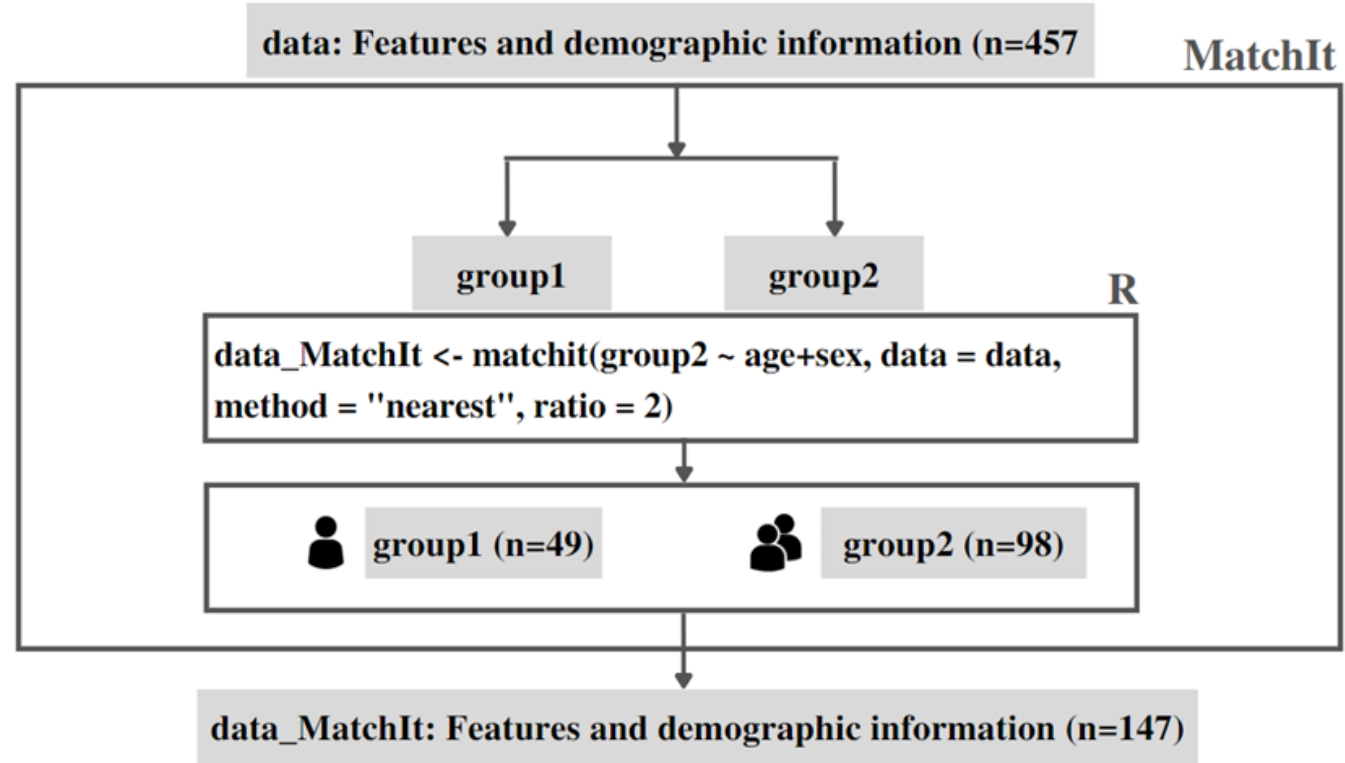 data: Features and demographic information (n=457
MatchIt
group1
group2
R
data_MatchIt <- matchit(group2 ~ age+sex, data = data,
method = "nearest", ratio = 2)
group1 (n=49)
group2 (n=98)
data_MatchIt: Features and demographic information (n=147)